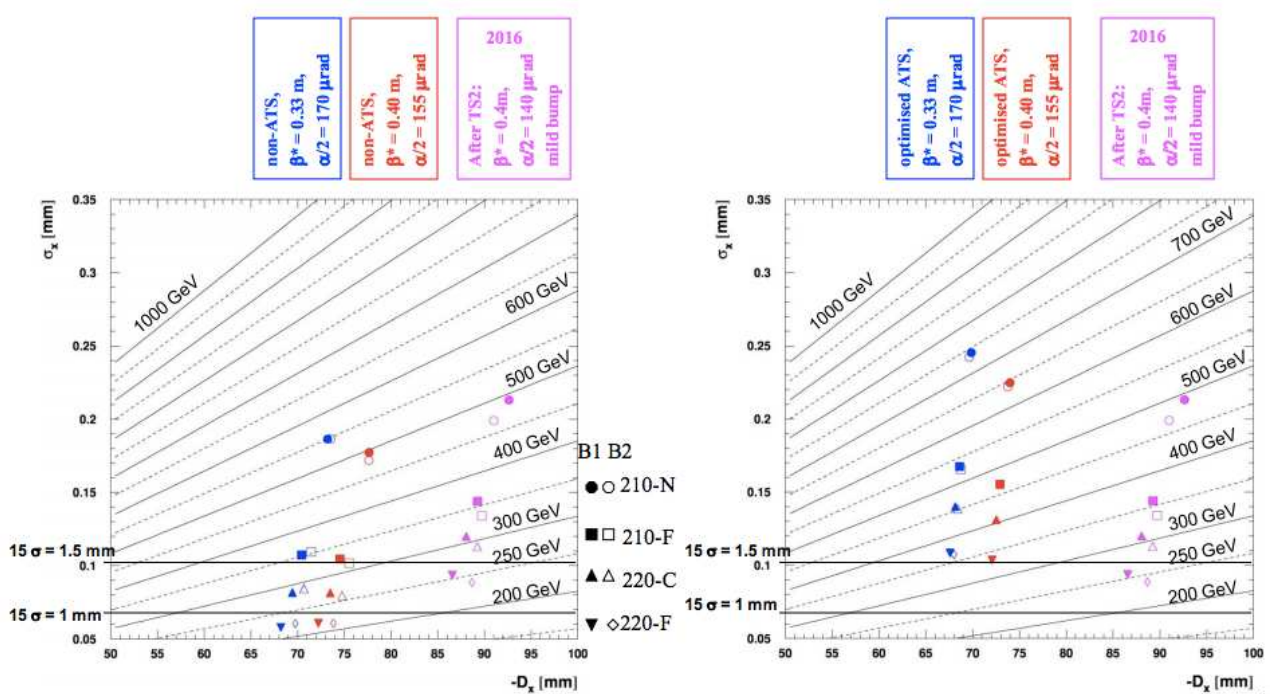 non-ATS,
β* = 0.33 m,
α/2 = 170 μrad
non-ATS,
β* = 0.40 m,
α/2 = 155 μrad
2016
After TS2:
β* = 0.4m,
α/2 = 140 μrad
mild bump
optimised ATS,
β* = 0.33 m,
α/2 = 170 μrad
optimised ATS,
β* = 0.40 m,
α/2 = 155 μrad
2016
After TS2:
β* = 0.4m,
α/2 = 140 μrad
mild bump
σx [mm]
0.35
0.3
0.25
0.2
0.15
0.1
0.05
1000 GeV
600 GeV
500 GeV
400 GeV
300 GeV
250 GeV
200 GeV
15 σ = 1.5 mm
15 σ = 1 mm
50 55 60 65 70 75 80 85 90 95 100
-Dx [mm]
B1 B2
210-N
210-F
220-C
220-F
σx [mm]
0.35
0.3
0.25
0.2
0.15
0.1
0.05
1000 GeV
700 GeV
600 GeV
500 GeV
400 GeV
300 GeV
250 GeV
200 GeV
15 σ = 1.5 mm
15 σ = 1 mm
50 55 60 65 70 75 80 85 90 95 100
-Dx [mm]